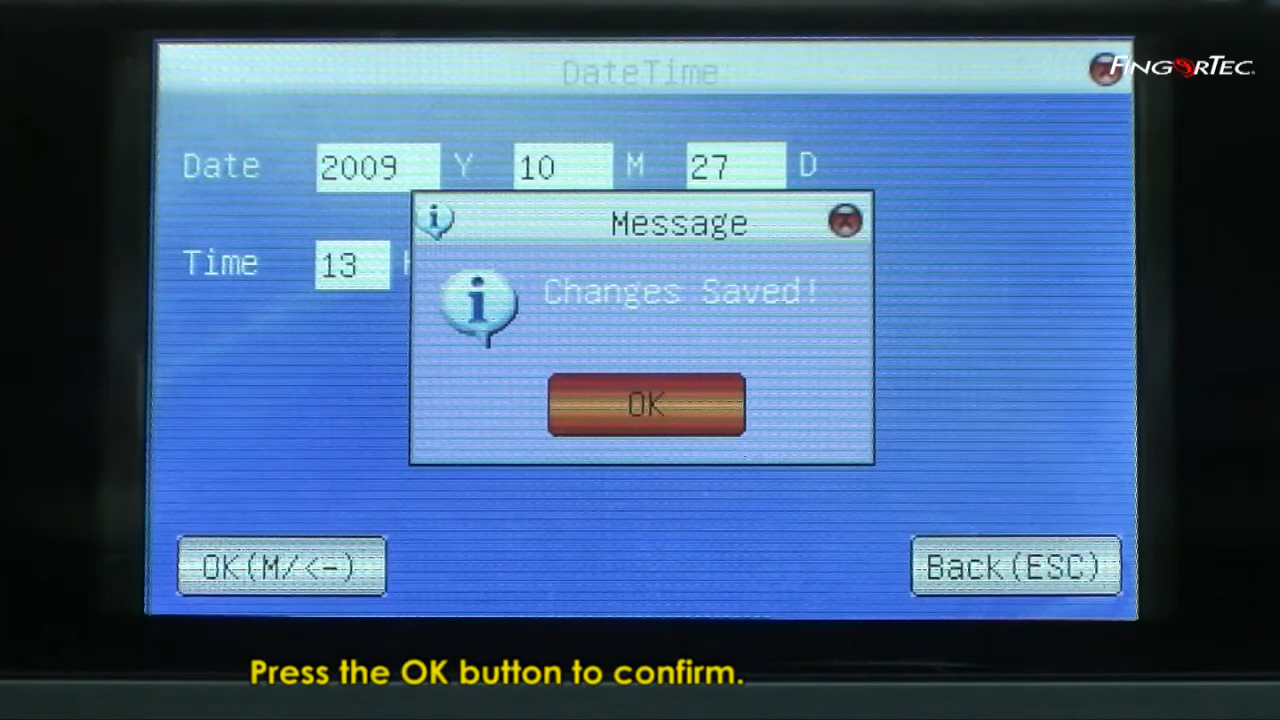 DateTime
FINGERTEC
Date 2009 Y 10 M 27 D
Message
Time 13
Changes Saved!
OK
OK(M/<-) Back(ESC)
Press the OK button to confirm.